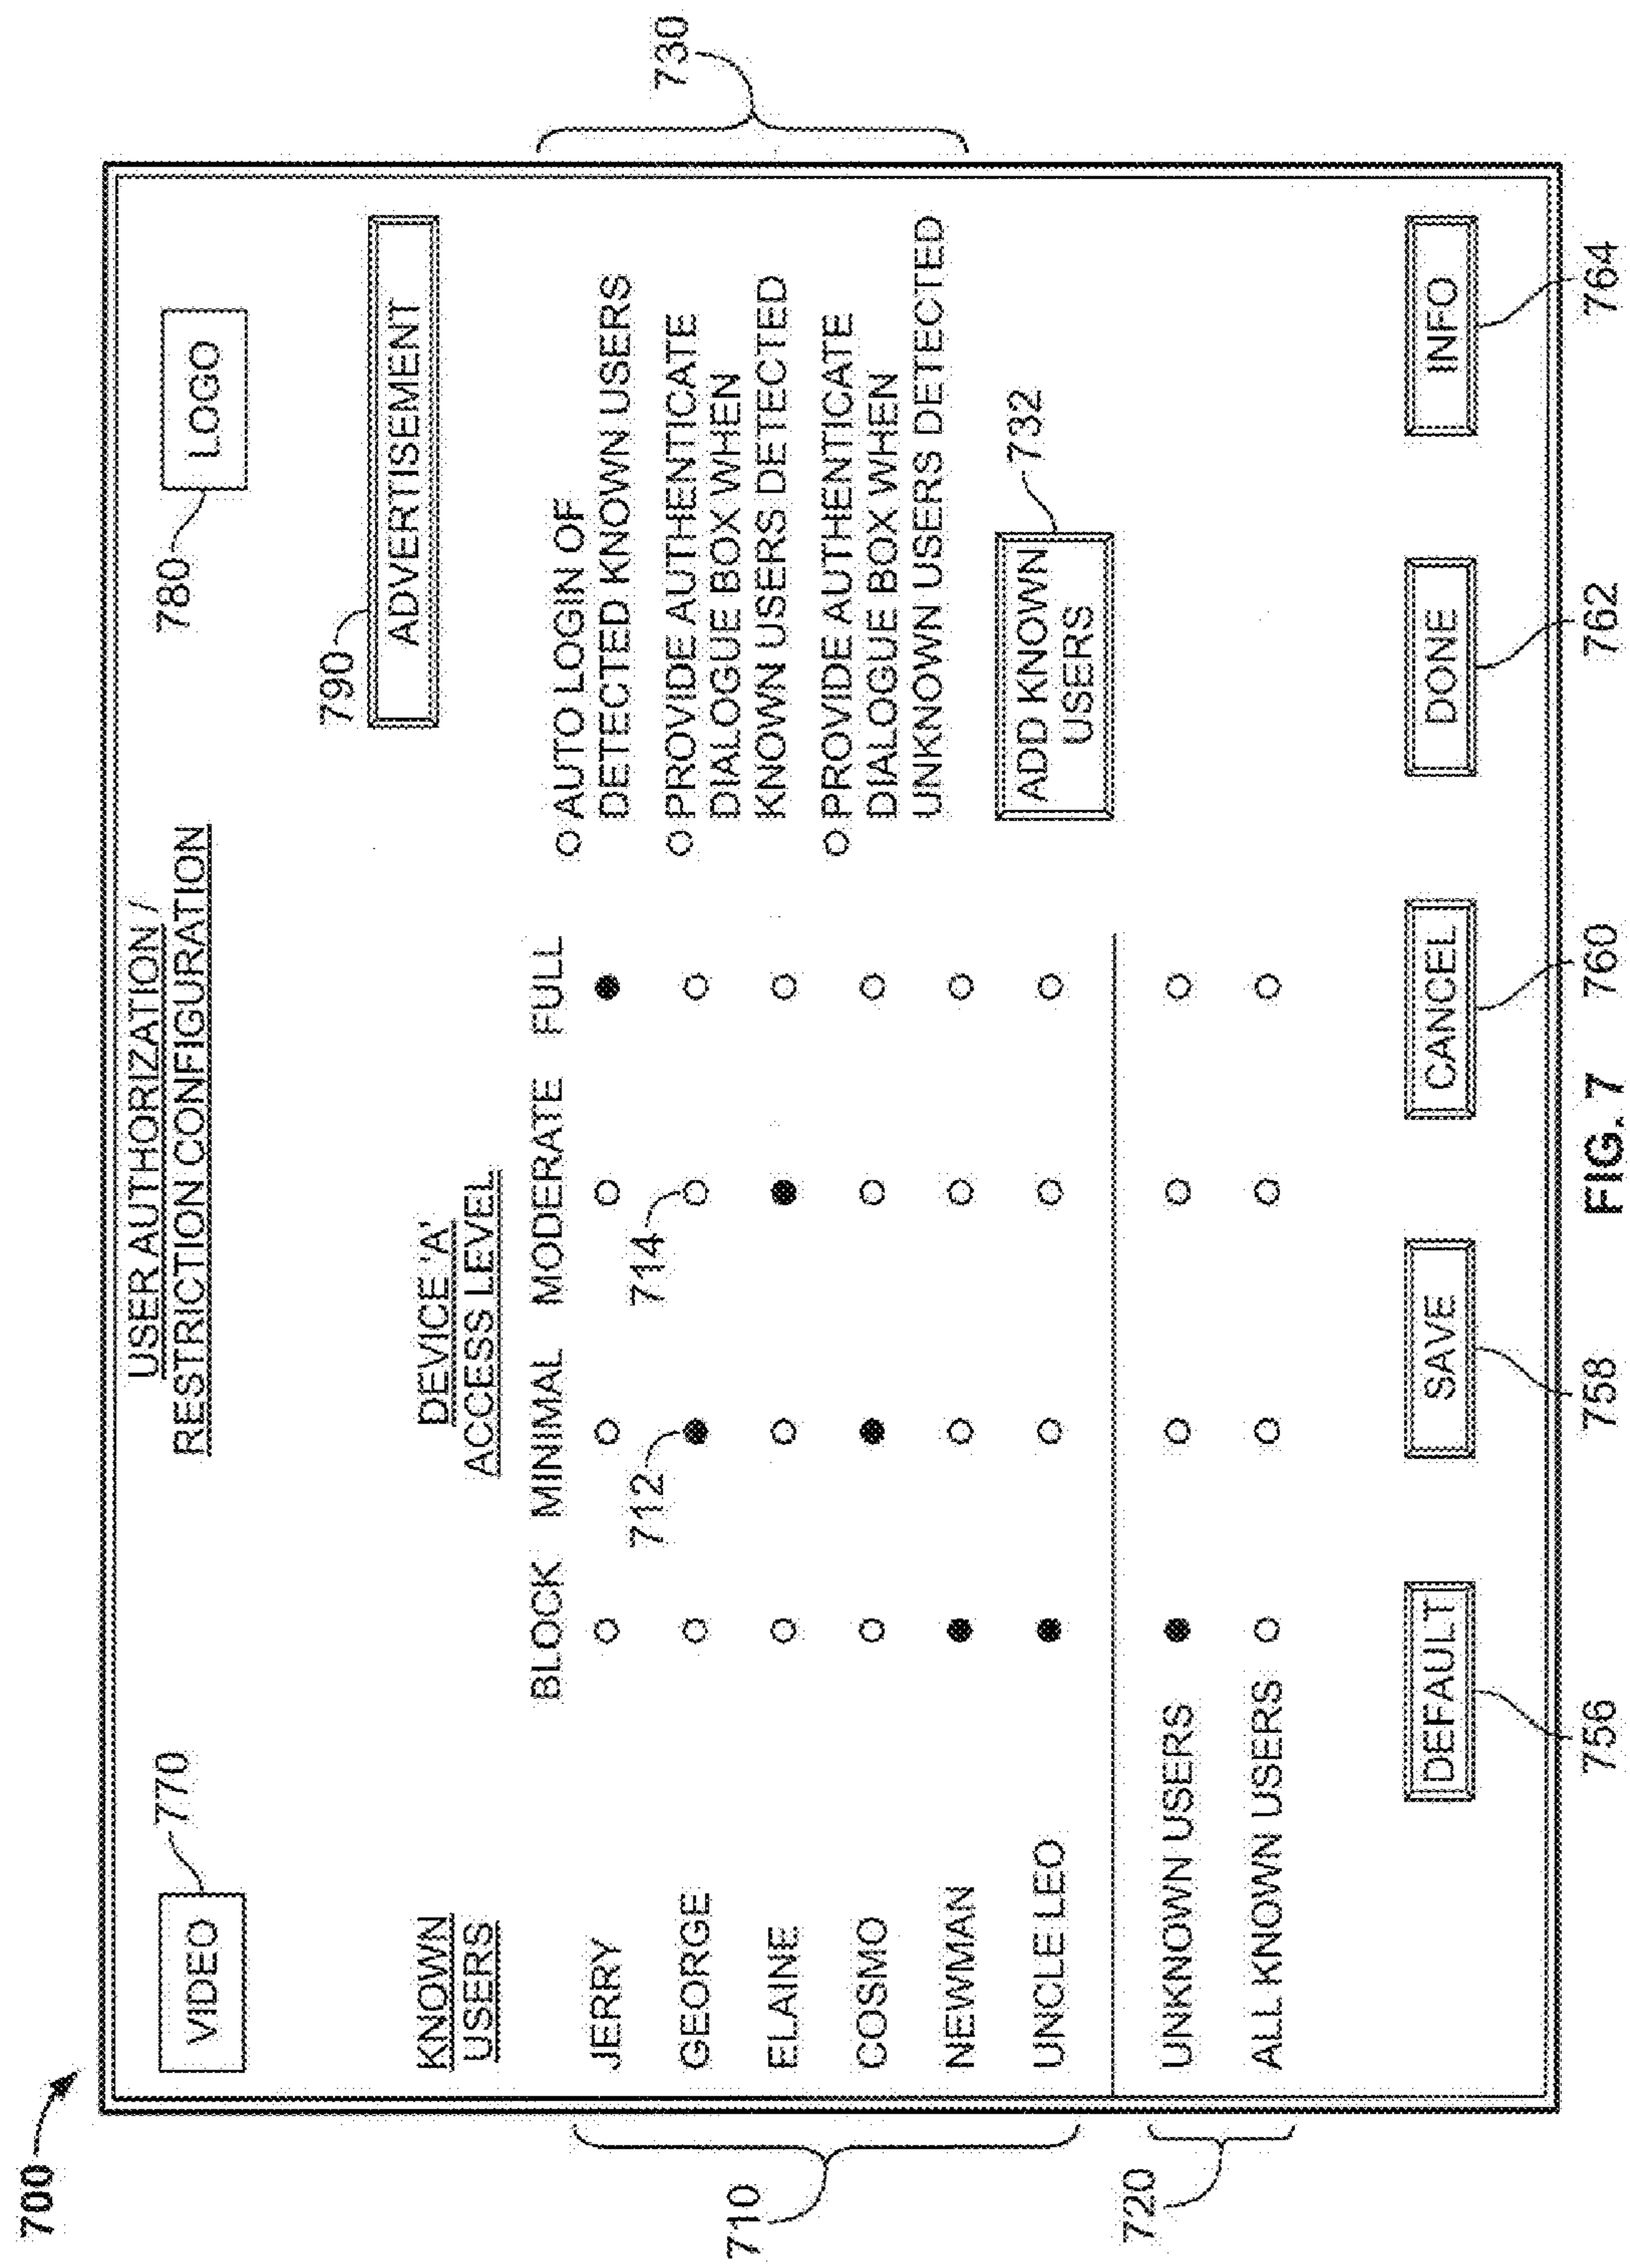 700
USER AUTHORIZATION /
RESTRICTION CONFIGURATION
VIDEO
770
780
LOGO
790
ADVERTISEMENT
KNOWN
USERS
DEVICE 'A'
ACCESS LEVEL
BLOCK MINIMAL MODERATE FULL
JERRY
GEORGE
712
714
ELAINE
COSMO
NEWMAN
UNCLE LEO
710
AUTO LOGIN OF
DETECTED KNOWN USERS
PROVIDE AUTHENTICATE
DIALOGUE BOX WHEN
KNOWN USERS DETECTED
PROVIDE AUTHENTICATE
DIALOGUE BOX WHEN
UNKNOWN USERS DETECTED
730
ADD KNOWN
USERS
732
UNKNOWN USERS
ALL KNOWN USERS
720
DEFAULT
SAVE
CANCEL
DONE
INFO
756
758
760
762
764
FIG. 7